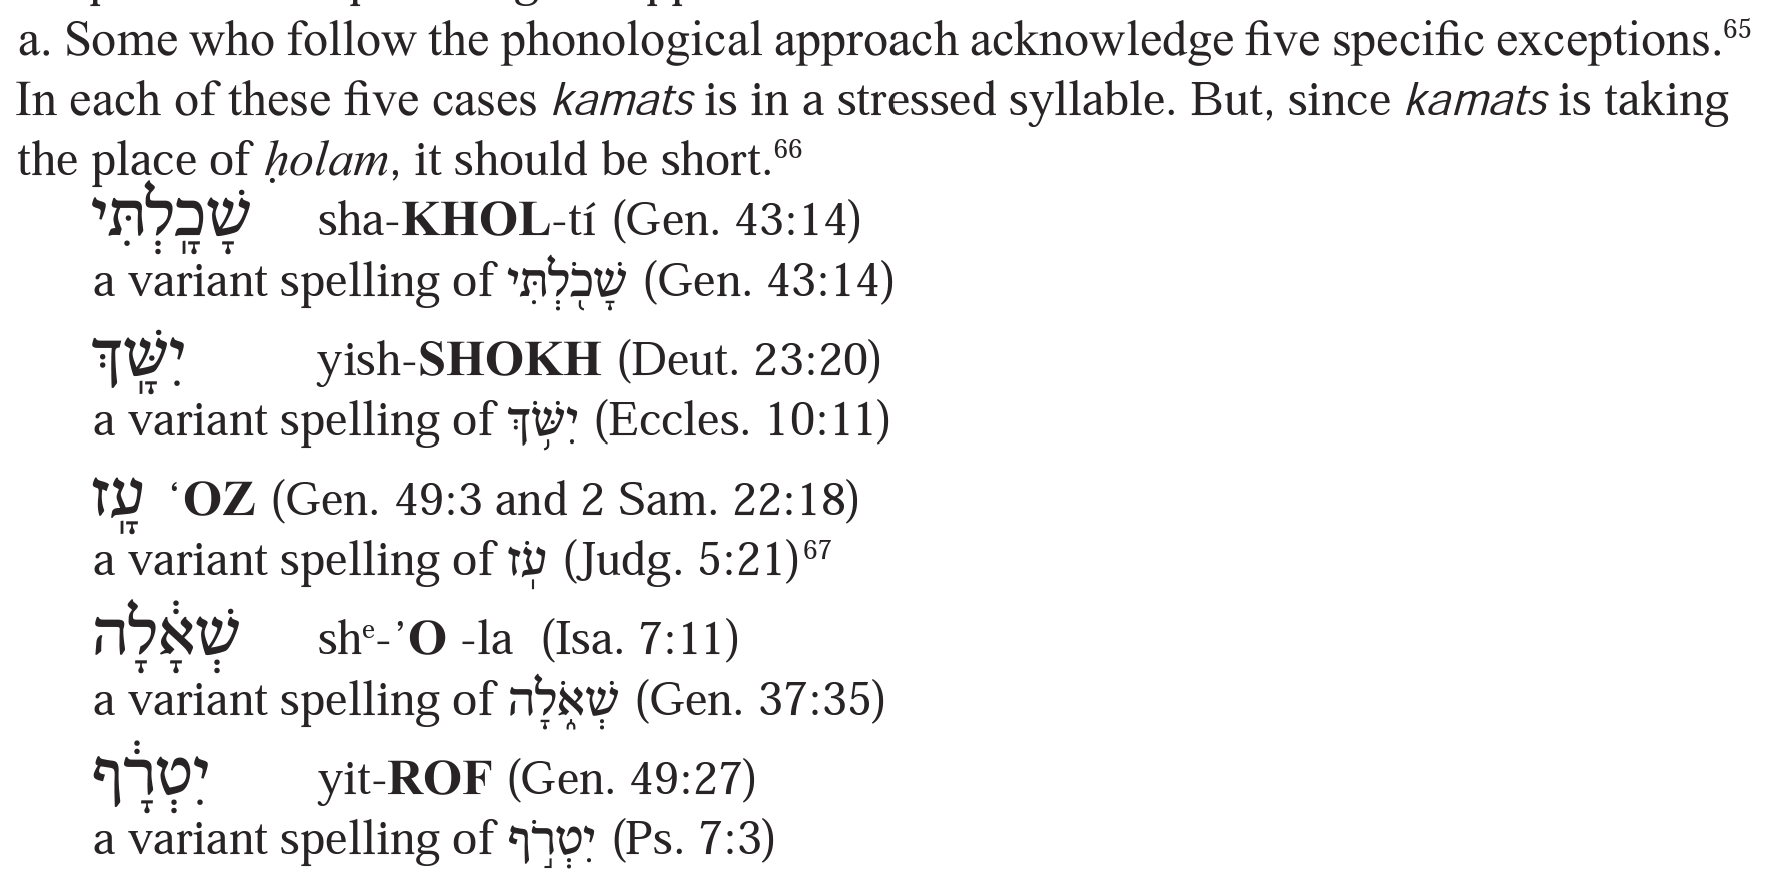 a. Some who follow the phonological approach acknowledge five specific exceptions.65
In each of these five cases kamats is in a stressed syllable. But, since kamats is taking
the place of ḥolam, it should be short.66
שָׁכָֽלְתִּי sha-KHOL-tí (Gen. 43:14)
a variant spelling of שָׁכֹ֖לְתִּי (Gen. 43:14)
יִשָּֽׁךְ yish-SHOKH (Deut. 23:20)
a variant spelling of יִשֹּׁ֥ךְ (Eccles. 10:11)
עָֽז ‘OZ (Gen. 49:3 and 2 Sam. 22:18)
a variant spelling of עֹֽז (Judg. 5:21)67
שְׁאָ֔לָה shᵉ-’O -la (Isa. 7:11)
a variant spelling of שְׁאֹ֑לָה (Gen. 37:35)
יִטְרָ֔ף yit-ROF (Gen. 49:27)
a variant spelling of יִטְרֹ֣ף (Ps. 7:3)